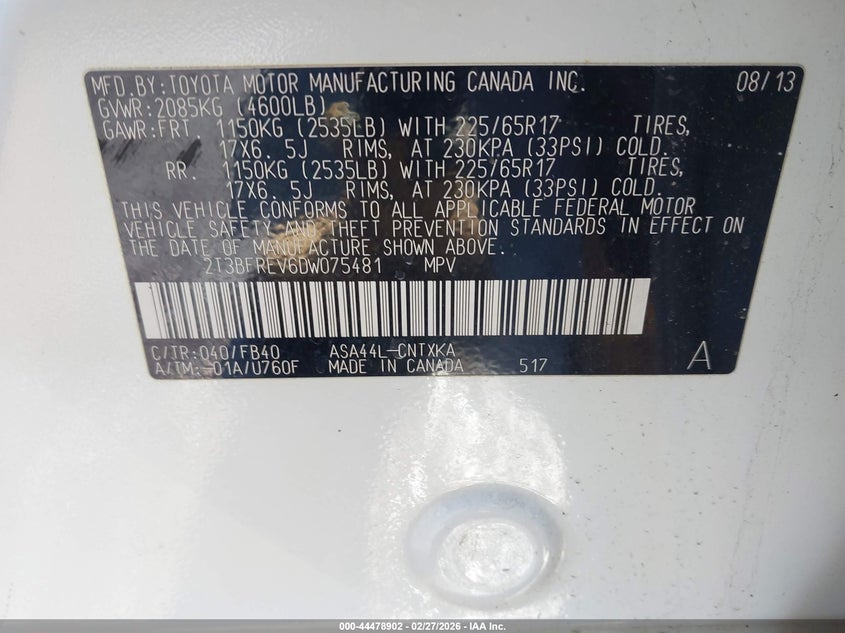 MFD. BY: TOYOTA MOTOR MANUFACTURING CANADA INC. 08/13
GVWR: 2085KG (4600LB)
GAWR: FRT. 1150KG (2535LB) WITH 225/65R17 TIRES,
17X6. 5J RIMS, AT 230KPA (33PSI) COLD.
RR. 1150KG (2535LB) WITH 225/65R17 TIRES,
17X6. 5J RIMS, AT 230KPA (33PSI) COLD.
THIS VEHICLE CONFORMS TO ALL APPLICABLE FEDERAL MOTOR
VEHICLE SAFETY AND THEFT PREVENTION STANDARDS IN EFFECT ON
THE DATE OF MANUFACTURE SHOWN ABOVE.
2T3BFREV6DW075481 MPV
C/TR: 040/FB40 ASA44L-CNTXKA
A/TM: -01A/U760F MADE IN CANADA 517 A
000-44478902 - 02/27/2026 - IAA Inc.